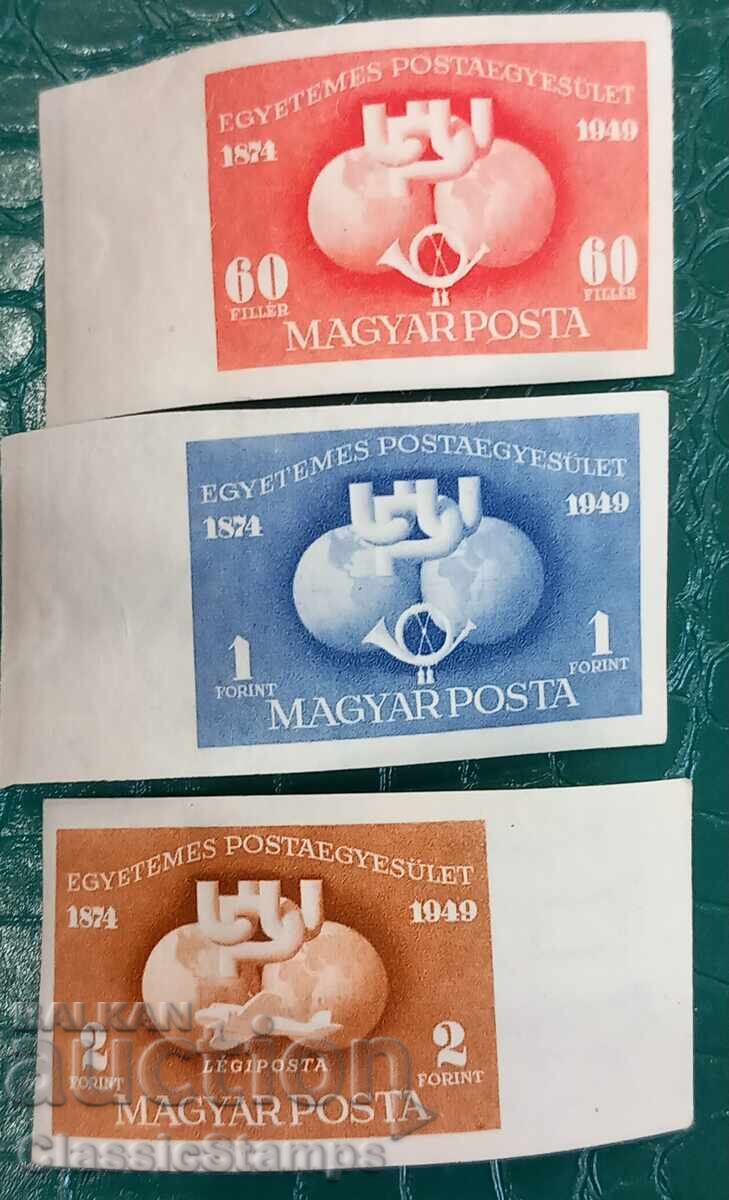 EGYETEMES POSTAEGYESÜLET
1874 1949
60 60
FILLÉR FILLÉR
MAGYAR POSTA
EGYETEMES POSTAEGYESÜLET
1874 1949
1 1
FORINT FORINT
MAGYAR POSTA
EGYETEMES POSTAEGYESÜLET
1874 1949
BALKAN
auction
2 2
FORINT FORINT
LÉGIPOSTA
MAGYAR POSTA
ClassicStamps